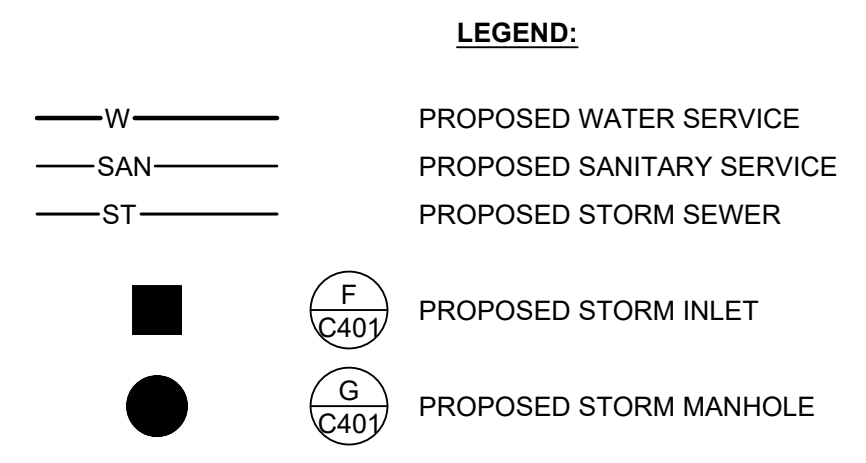 LEGEND:
W PROPOSED WATER SERVICE
SAN PROPOSED SANITARY SERVICE
ST PROPOSED STORM SEWER
F
C401 PROPOSED STORM INLET
G
C401 PROPOSED STORM MANHOLE